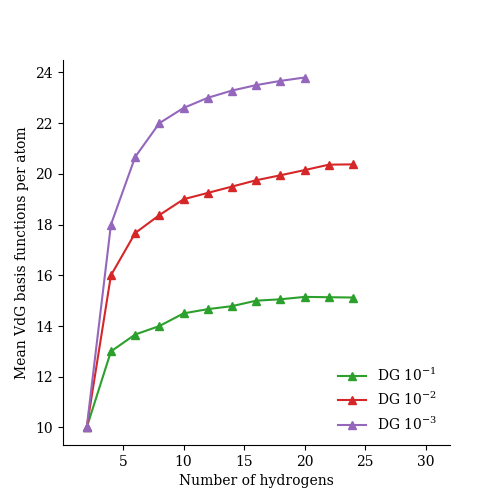 24
22
20
18
16
14
12
10
Mean VdG basis functions per atom
DG 10⁻¹
DG 10⁻²
DG 10⁻³
5 10 15 20 25 30
Number of hydrogens